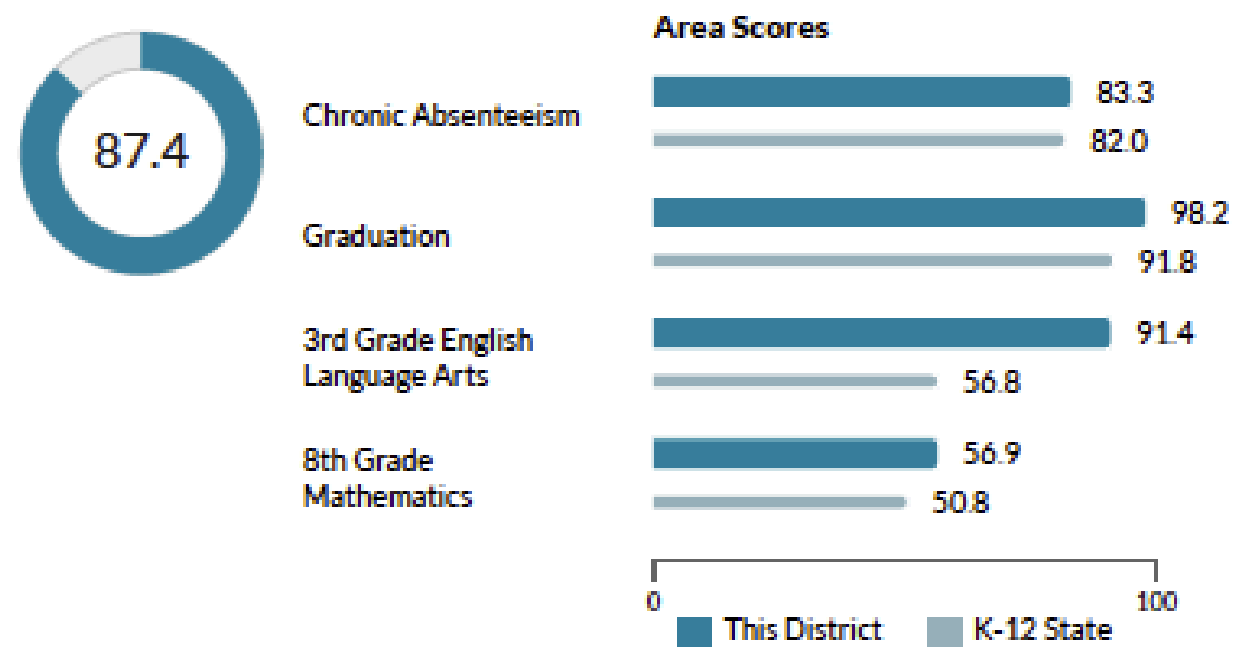 87.4
Area Scores
Chronic Absenteeism
83.3
82.0
Graduation
98.2
91.8
3rd Grade English
Language Arts
91.4
56.8
8th Grade
Mathematics
56.9
50.8
0
100
This District
K-12 State